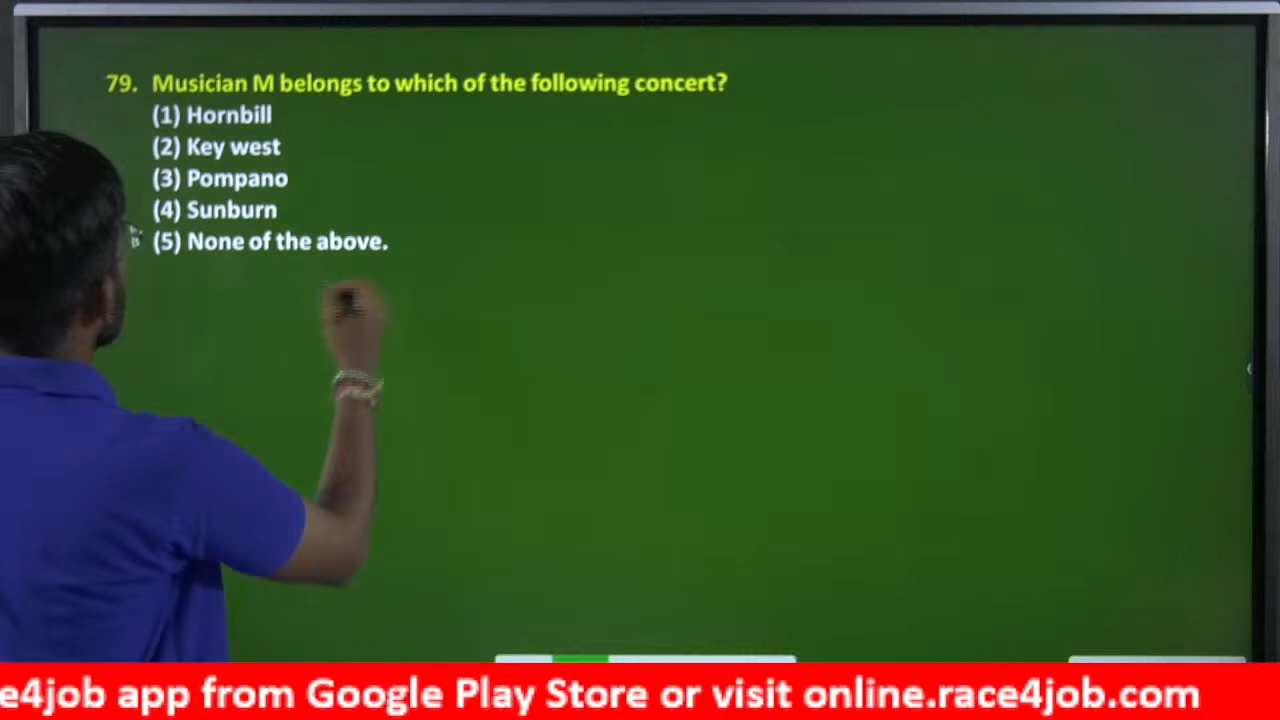 79. Musician M belongs to which of the following concert?
(1) Hornbill
(2) Key west
(3) Pompano
(4) Sunburn
(5) None of the above.
e4job app from Google Play Store or visit online.race4job.com